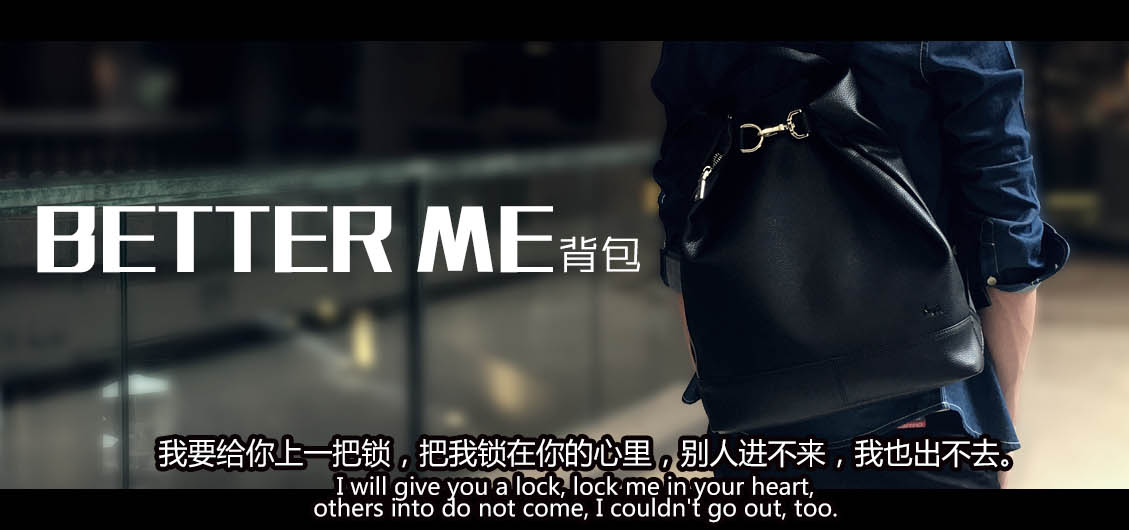 BETTER ME背包
我要给你上一把锁，把我锁在你的心里，别人进不来，我也出不去。
I will give you a lock, lock me in your heart,
others into do not come, I couldn't go out, too.